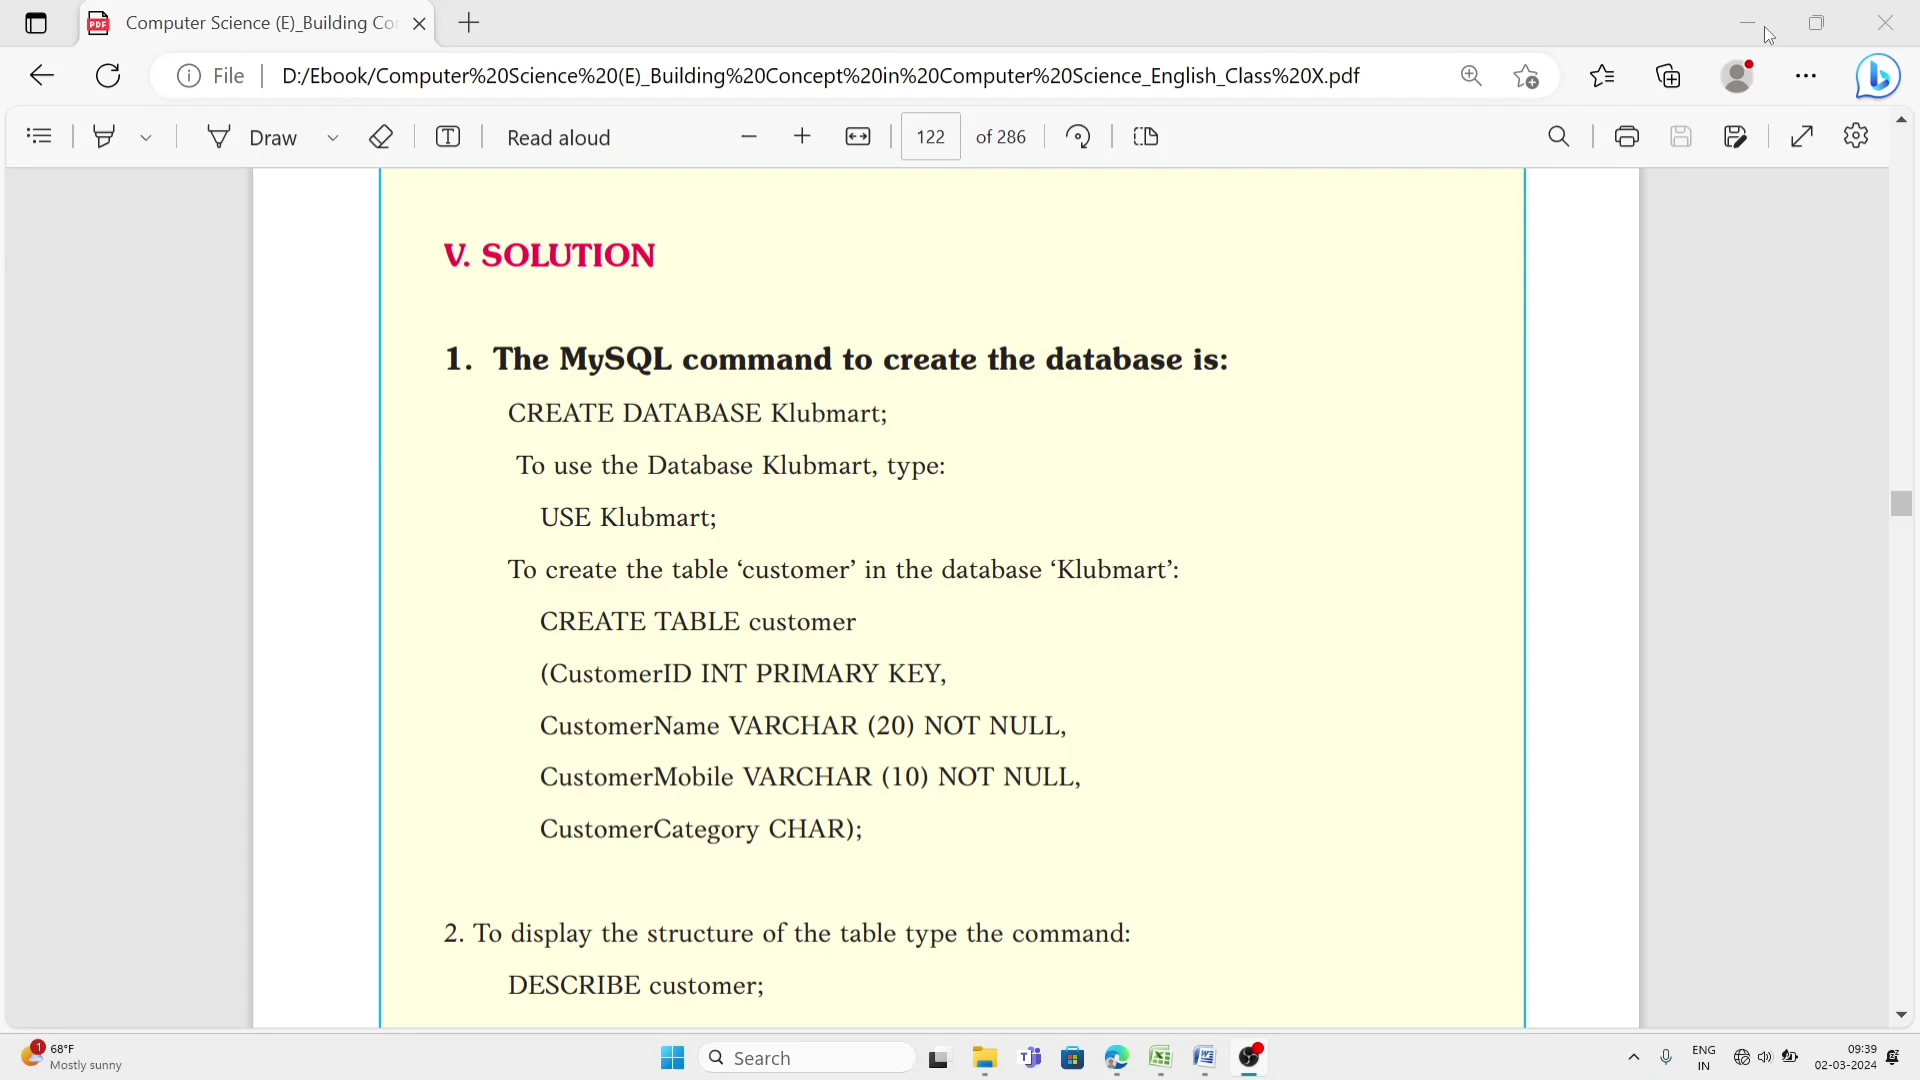 Computer Science (E)_Building Co
File
D:/Ebook/Computer%20Science%20(E)_Building%20Concept%20in%20Computer%20Science_English_Class%20X.pdf
Draw
Read aloud
122
of 286
V. SOLUTION
1. The MySQL command to create the database is:
CREATE DATABASE Klubmart;
To use the Database Klubmart, type:
USE Klubmart;
To create the table ‘customer’ in the database ‘Klubmart’:
CREATE TABLE customer
(CustomerID INT PRIMARY KEY,
CustomerName VARCHAR (20) NOT NULL,
CustomerMobile VARCHAR (10) NOT NULL,
CustomerCategory CHAR);
2. To display the structure of the table type the command:
DESCRIBE customer;
1
68°F
Mostly sunny
Search
ENG
IN
09:39
02-03-2024